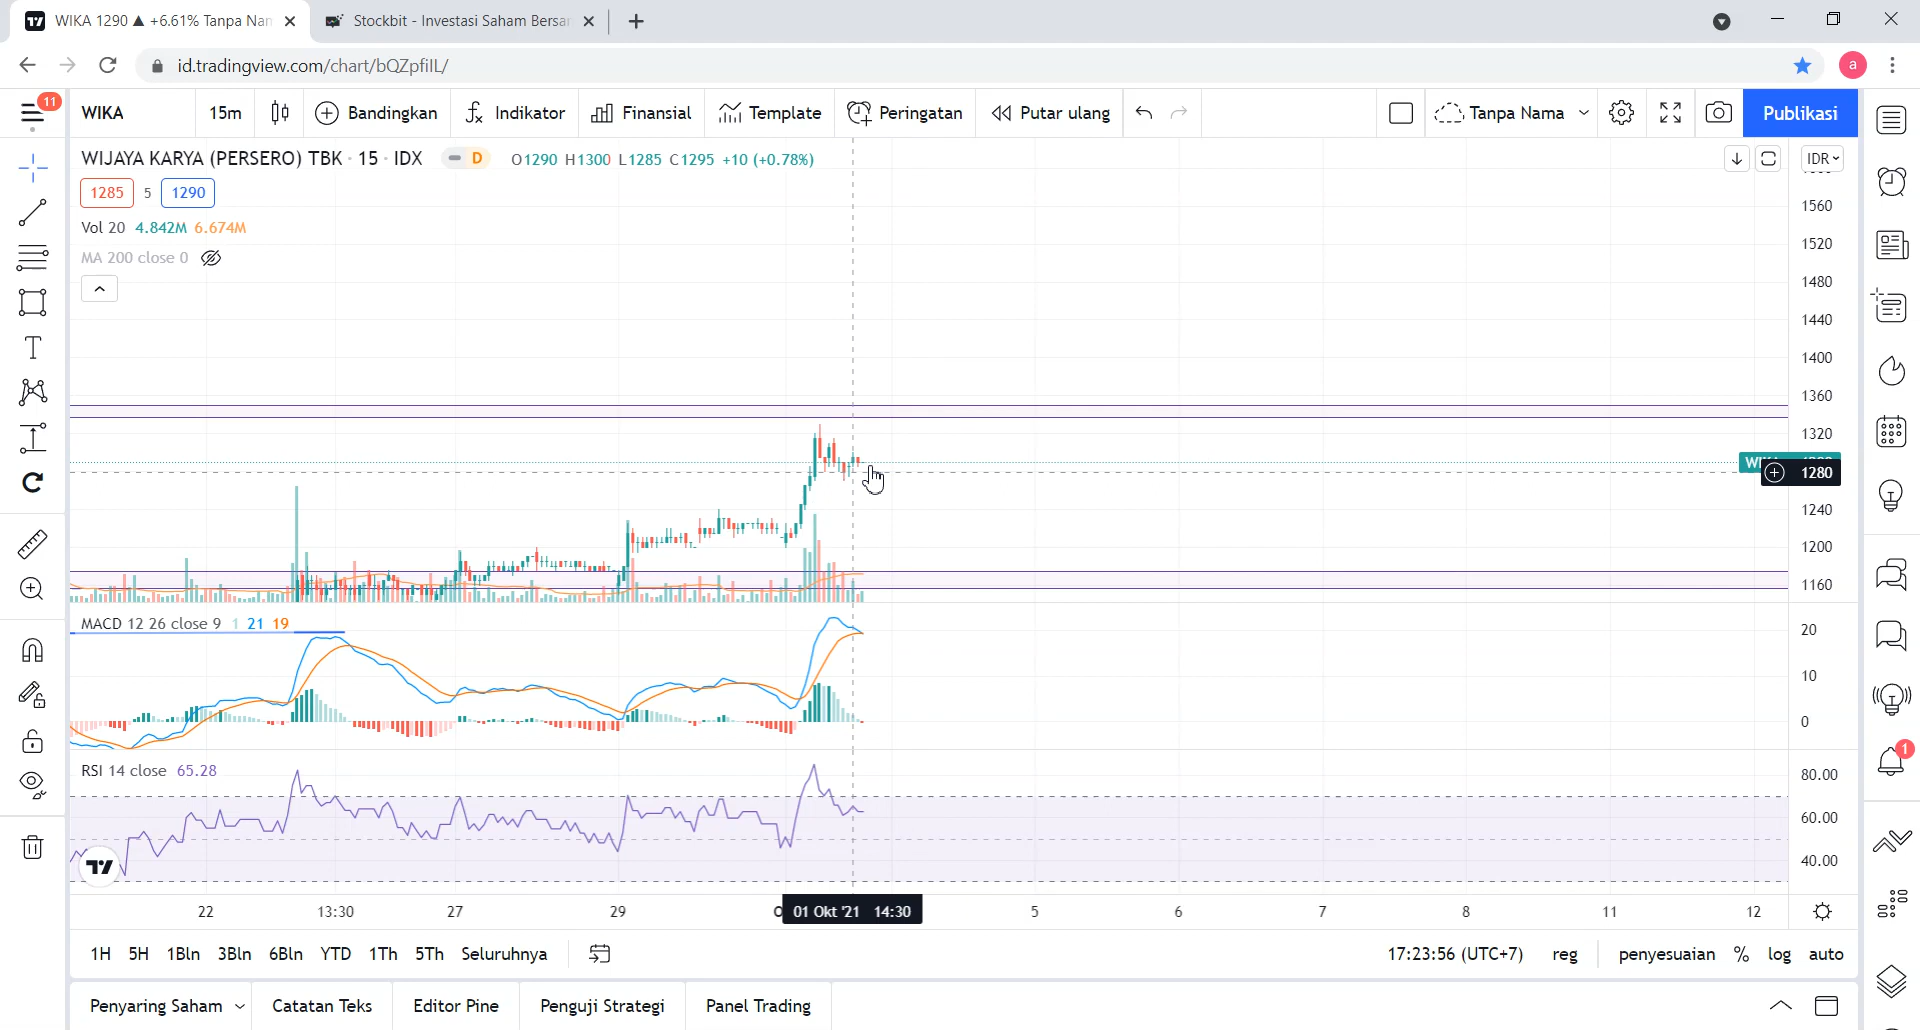 WIKA 1290 ▲ +6.61% Tanpa Nam
Stockbit - Investasi Saham Bersam
id.tradingview.com/chart/bQZpfiIL/
a
11
WIKA 15m Bandingkan Indikator Finansial Template Peringatan Putar ulang Tanpa Nama Publikasi
WIJAYA KARYA (PERSERO) TBK · 15 · IDX D O1290 H1300 L1285 C1295 +10 (+0.78%)
IDR
1285 5 1290
Vol 20 4.842M 6.674M
MA 200 close 0
1560
1520
1480
1440
1400
1360
1320
1280
1240
1200
1160
MACD 12 26 close 9 1 21 19
20
10
0
1
RSI 14 close 65.28
80.00
60.00
40.00
22 13:30 27 29 01 Okt '21 14:30 5 6 7 8 11 12
1H 5H 1Bln 3Bln 6Bln YTD 1Th 5Th Seluruhnya 17:23:56 (UTC+7) reg penyesuaian % log auto
Penyaring Saham Catatan Teks Editor Pine Penguji Strategi Panel Trading